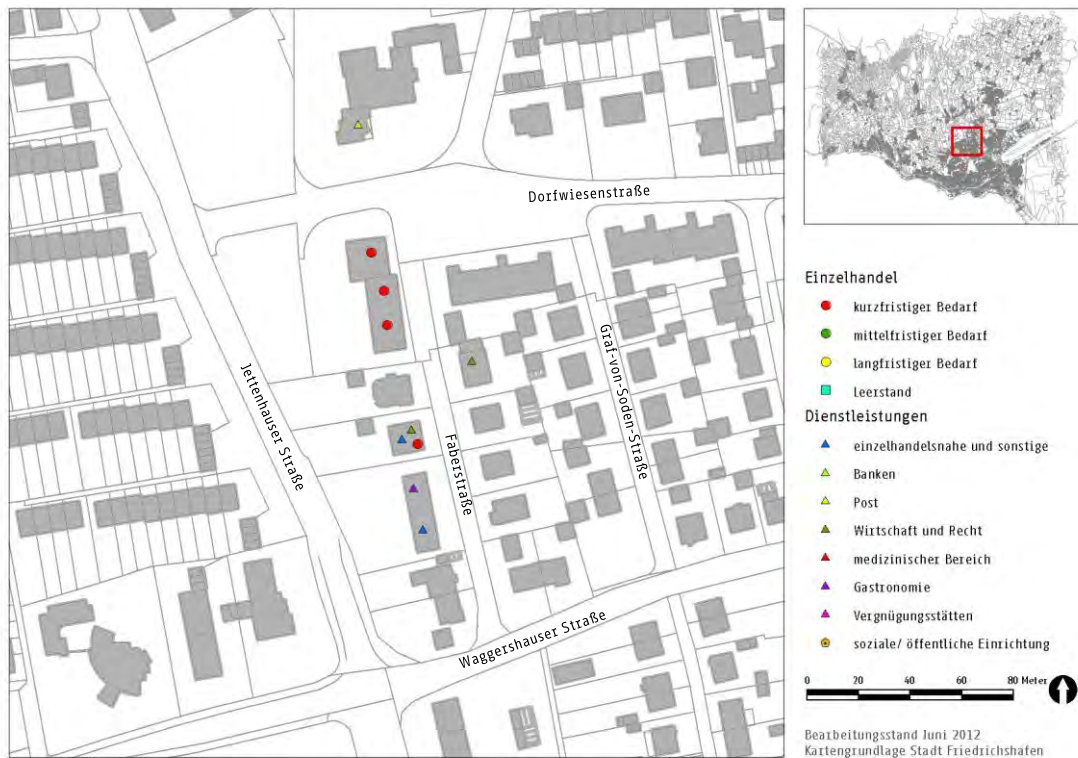 Dorfwiesenstraße
Jettenhauser Straße
Faberstraße
Graf-von-Soden-Straße
Waggershauser Straße
Einzelhandel
kurzfristiger Bedarf
mittelfristiger Bedarf
langfristiger Bedarf
Leerstand
Dienstleistungen
einzelhandelsnahe und sonstige
Banken
Post
Wirtschaft und Recht
medizinischer Bereich
Gastronomie
Vergnügungsstätten
soziale/ öffentliche Einrichtung
0 20 40 60 80 Meter
Bearbeitungsstand Juni 2012
Kartengrundlage Stadt Friedrichshafen